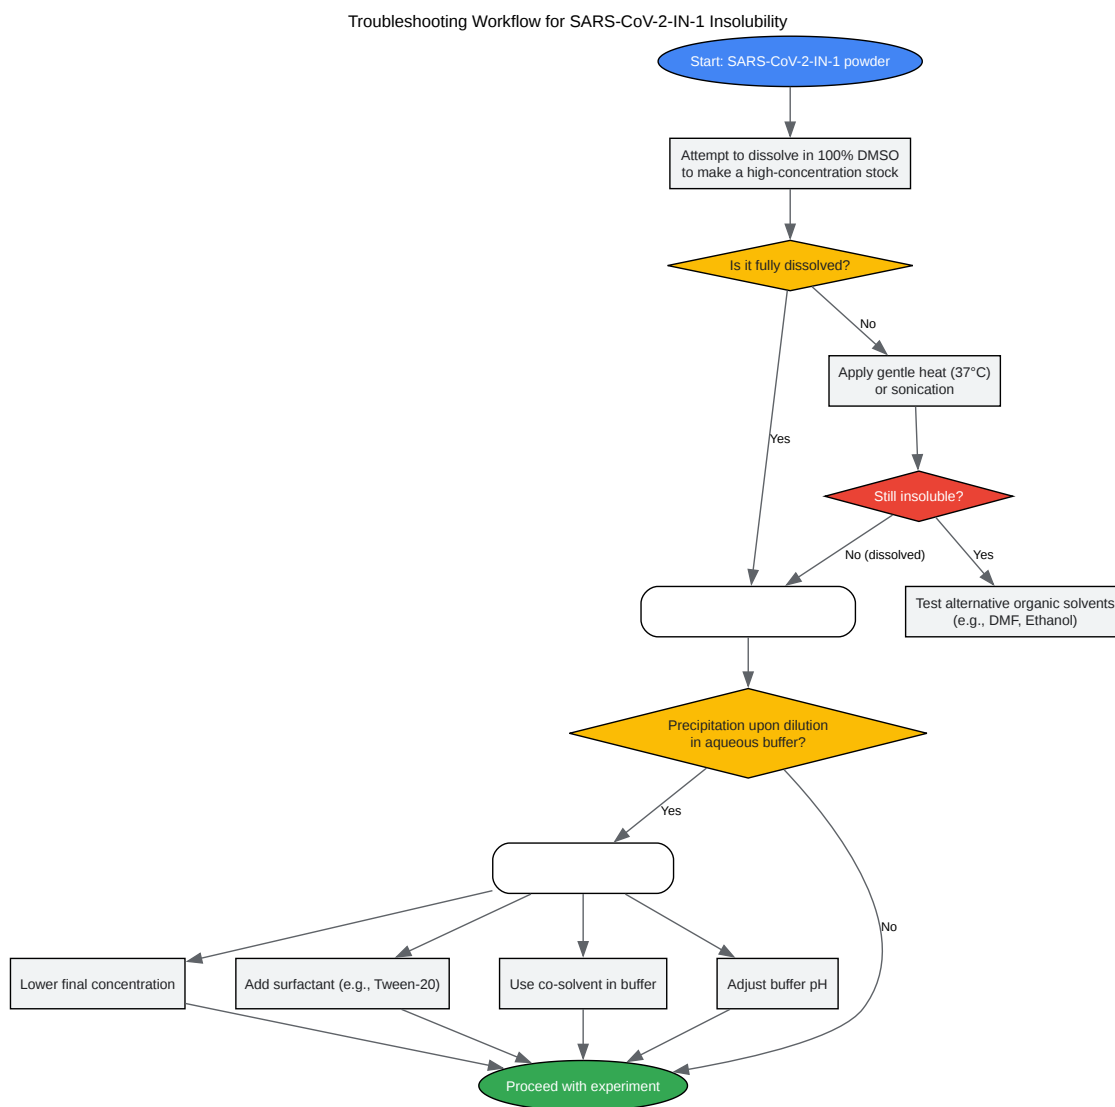 Troubleshooting Workflow for SARS-CoV-2-IN-1 Insolubility
Start: SARS-CoV-2-IN-1 powder
Attempt to dissolve in 100% DMSO
to make a high-concentration stock
Is it fully dissolved?
No
Apply gentle heat (37°C)
or sonication
Yes
Still insoluble?
No (dissolved)
Yes
Test alternative organic solvents
(e.g., DMF, Ethanol)
Precipitation upon dilution
in aqueous buffer?
Yes
No
Lower final concentration
Add surfactant (e.g., Tween-20)
Use co-solvent in buffer
Adjust buffer pH
Proceed with experiment